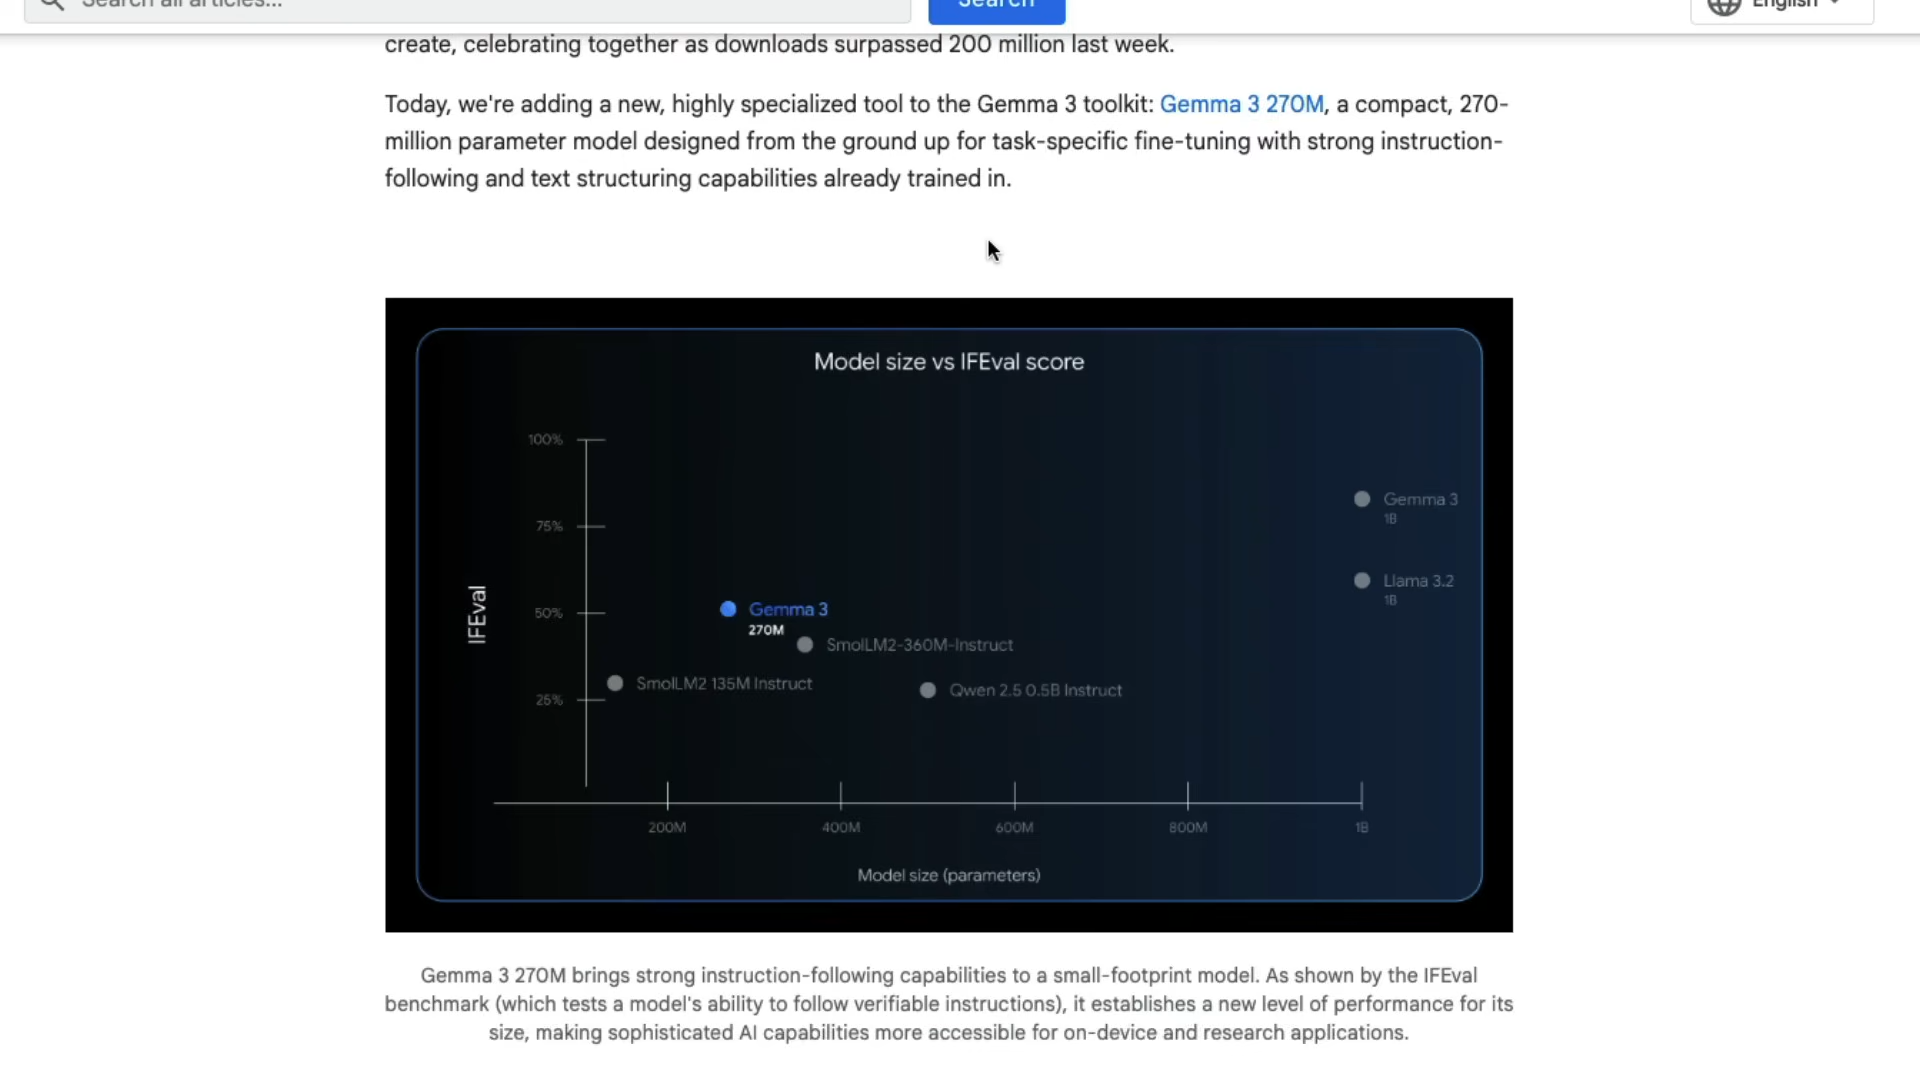 Search all articles...
Search
English
create, celebrating together as downloads surpassed 200 million last week.
Today, we're adding a new, highly specialized tool to the Gemma 3 toolkit: Gemma 3 270M, a compact, 270-
million parameter model designed from the ground up for task-specific fine-tuning with strong instruction-
following and text structuring capabilities already trained in.
Model size vs IFEval score
100%
Gemma 3
1B
75%
Llama 3.2
1B
IFEval
50%
Gemma 3
270M
SmolLM2-360M-Instruct
SmolLM2 135M Instruct
Qwen 2.5 0.5B Instruct
25%
200M
400M
600M
800M
1B
Model size (parameters)
Gemma 3 270M brings strong instruction-following capabilities to a small-footprint model. As shown by the IFEval
benchmark (which tests a model's ability to follow verifiable instructions), it establishes a new level of performance for its
size, making sophisticated AI capabilities more accessible for on-device and research applications.